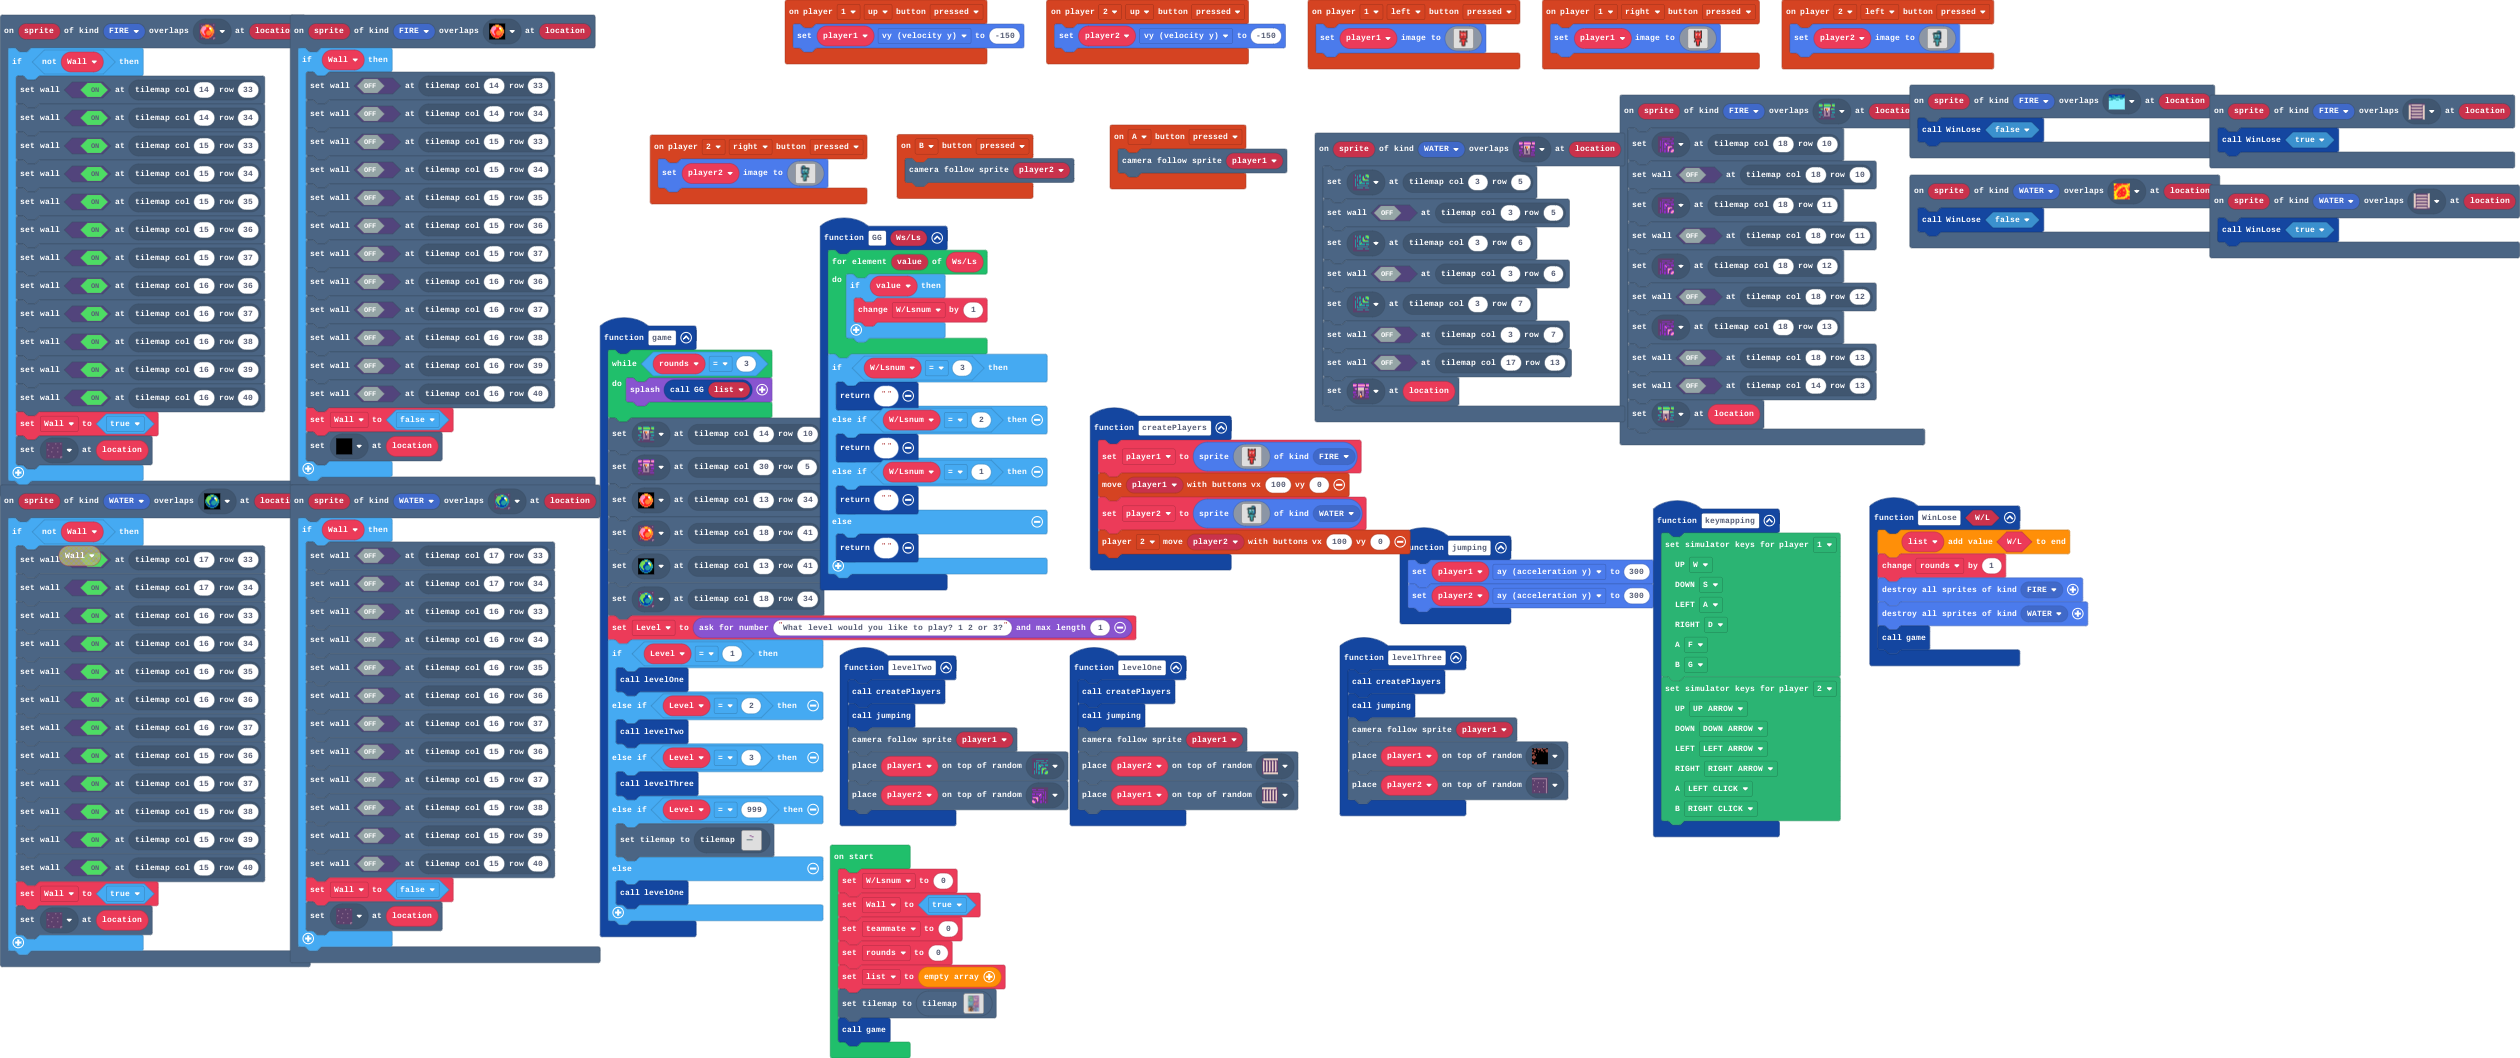 on sprite of kind FIRE overlaps at locatio
if not Wall then
set wall ON at tilemap col 14 row 33
set wall ON at tilemap col 14 row 34
set wall ON at tilemap col 15 row 33
set wall ON at tilemap col 15 row 34
set wall ON at tilemap col 15 row 35
set wall ON at tilemap col 15 row 36
set wall ON at tilemap col 15 row 37
set wall ON at tilemap col 16 row 36
set wall ON at tilemap col 16 row 37
set wall ON at tilemap col 16 row 38
set wall ON at tilemap col 16 row 39
set wall ON at tilemap col 16 row 40
set Wall to true
set at location
on sprite of kind FIRE overlaps at location
if Wall then
set wall OFF at tilemap col 14 row 33
set wall OFF at tilemap col 14 row 34
set wall OFF at tilemap col 15 row 33
set wall OFF at tilemap col 15 row 34
set wall OFF at tilemap col 15 row 35
set wall OFF at tilemap col 15 row 36
set wall OFF at tilemap col 15 row 37
set wall OFF at tilemap col 16 row 36
set wall OFF at tilemap col 16 row 37
set wall OFF at tilemap col 16 row 38
set wall OFF at tilemap col 16 row 39
set wall OFF at tilemap col 16 row 40
set Wall to false
set at location
on sprite of kind WATER overlaps at locati
if not Wall then
Wall
set wall at tilemap col 17 row 33
set wall ON at tilemap col 17 row 34
set wall ON at tilemap col 16 row 33
set wall ON at tilemap col 16 row 34
set wall ON at tilemap col 16 row 35
set wall ON at tilemap col 16 row 36
set wall ON at tilemap col 16 row 37
set wall ON at tilemap col 15 row 36
set wall ON at tilemap col 15 row 37
set wall ON at tilemap col 15 row 38
set wall ON at tilemap col 15 row 39
set wall ON at tilemap col 15 row 40
set Wall to true
set at location
on sprite of kind WATER overlaps at location
if Wall then
set wall OFF at tilemap col 17 row 33
set wall OFF at tilemap col 17 row 34
set wall OFF at tilemap col 16 row 33
set wall OFF at tilemap col 16 row 34
set wall OFF at tilemap col 16 row 35
set wall OFF at tilemap col 16 row 36
set wall OFF at tilemap col 16 row 37
set wall OFF at tilemap col 15 row 36
set wall OFF at tilemap col 15 row 37
set wall OFF at tilemap col 15 row 38
set wall OFF at tilemap col 15 row 39
set wall OFF at tilemap col 15 row 40
set Wall to false
set at location
on player 1 up button pressed
set player1 vy (velocity y) to -150
on player 2 up button pressed
set player2 vy (velocity y) to -150
on player 1 left button pressed
set player1 image to
on player 1 right button pressed
set player1 image to
on player 2 left button pressed
set player2 image to
on player 2 right button pressed
set player2 image to
on B button pressed
camera follow sprite player2
on A button pressed
camera follow sprite player1
function game
while rounds = 3
do splash call GG list
set at tilemap col 14 row 10
set at tilemap col 30 row 5
set at tilemap col 13 row 34
set at tilemap col 18 row 41
set at tilemap col 13 row 41
set at tilemap col 18 row 34
set Level to ask for number "What level would you like to play? 1 2 or 3?" and max length 1
if Level = 1 then
call levelOne
else if Level = 2 then
call levelTwo
else if Level = 3 then
call levelThree
else if Level = 999 then
set tilemap to tilemap
else
call levelOne
function GG Ws/Ls
for element value of Ws/Ls
do if value then
change W/Lsnum by 1
if W/Lsnum = 3 then
return ""
else if W/Lsnum = 2 then
return ""
else if W/Lsnum = 1 then
return ""
else
return ""
function createPlayers
set player1 to sprite of kind FIRE
move player1 with buttons vx 100 vy 0
set player2 to sprite of kind WATER
player 2 move player2 with buttons vx 100 vy 0
unction jumping
set player1 ay (acceleration y) to 300
set player2 ay (acceleration y) to 300
on sprite of kind WATER overlaps at location
set at tilemap col 3 row 5
set wall OFF at tilemap col 3 row 5
set at tilemap col 3 row 6
set wall OFF at tilemap col 3 row 6
set at tilemap col 3 row 7
set wall OFF at tilemap col 3 row 7
set wall OFF at tilemap col 17 row 13
set at location
on sprite of kind FIRE overlaps at locatio
set at tilemap col 18 row 10
set wall OFF at tilemap col 18 row 10
set at tilemap col 18 row 11
set wall OFF at tilemap col 18 row 11
set at tilemap col 18 row 12
set wall OFF at tilemap col 18 row 12
set at tilemap col 18 row 13
set wall OFF at tilemap col 18 row 13
set wall OFF at tilemap col 14 row 13
set at location
on sprite of kind FIRE overlaps at location
call WinLose false
on sprite of kind FIRE overlaps at location
call WinLose true
on sprite of kind WATER overlaps at location
call WinLose false
on sprite of kind WATER overlaps at location
call WinLose true
function levelTwo
call createPlayers
call jumping
camera follow sprite player1
place player1 on top of random
place player2 on top of random
function levelOne
call createPlayers
call jumping
camera follow sprite player1
place player2 on top of random
place player1 on top of random
function levelThree
call createPlayers
call jumping
camera follow sprite player1
place player1 on top of random
place player2 on top of random
function keymapping
set simulator keys for player 1
UP W
DOWN S
LEFT A
RIGHT D
A F
B G
set simulator keys for player 2
UP UP ARROW
DOWN DOWN ARROW
LEFT LEFT ARROW
RIGHT RIGHT ARROW
A LEFT CLICK
B RIGHT CLICK
function WinLose W/L
list add value W/L to end
change rounds by 1
destroy all sprites of kind FIRE
destroy all sprites of kind WATER
call game
on start
set W/Lsnum to 0
set Wall to true
set teammate to 0
set rounds to 0
set list to empty array
set tilemap to tilemap
call game